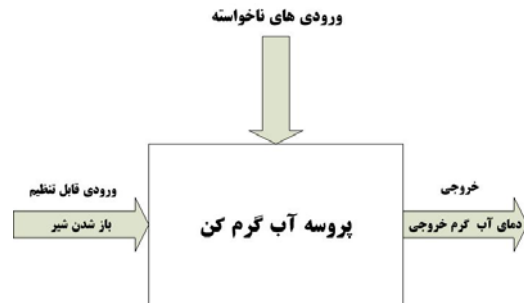 ورودی های ناخواسته
ورودی قابل تنظیم
باز شدن شیر
پروسه آب گرم کن
خروجی
دمای آب گرم خروجی